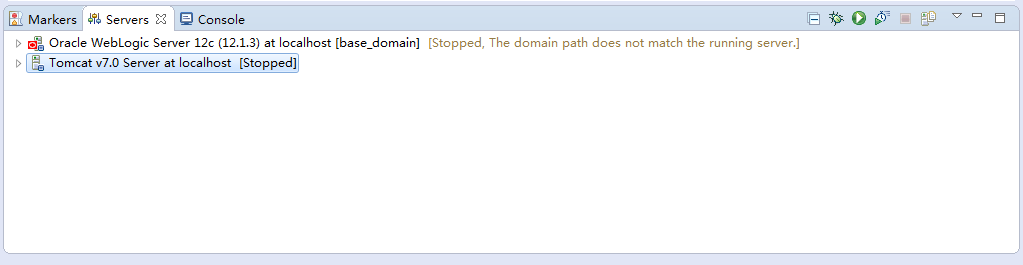 Markers Servers Console
Oracle WebLogic Server 12c (12.1.3) at localhost [base_domain] [Stopped, The domain path does not match the running server.]
Tomcat v7.0 Server at localhost [Stopped]